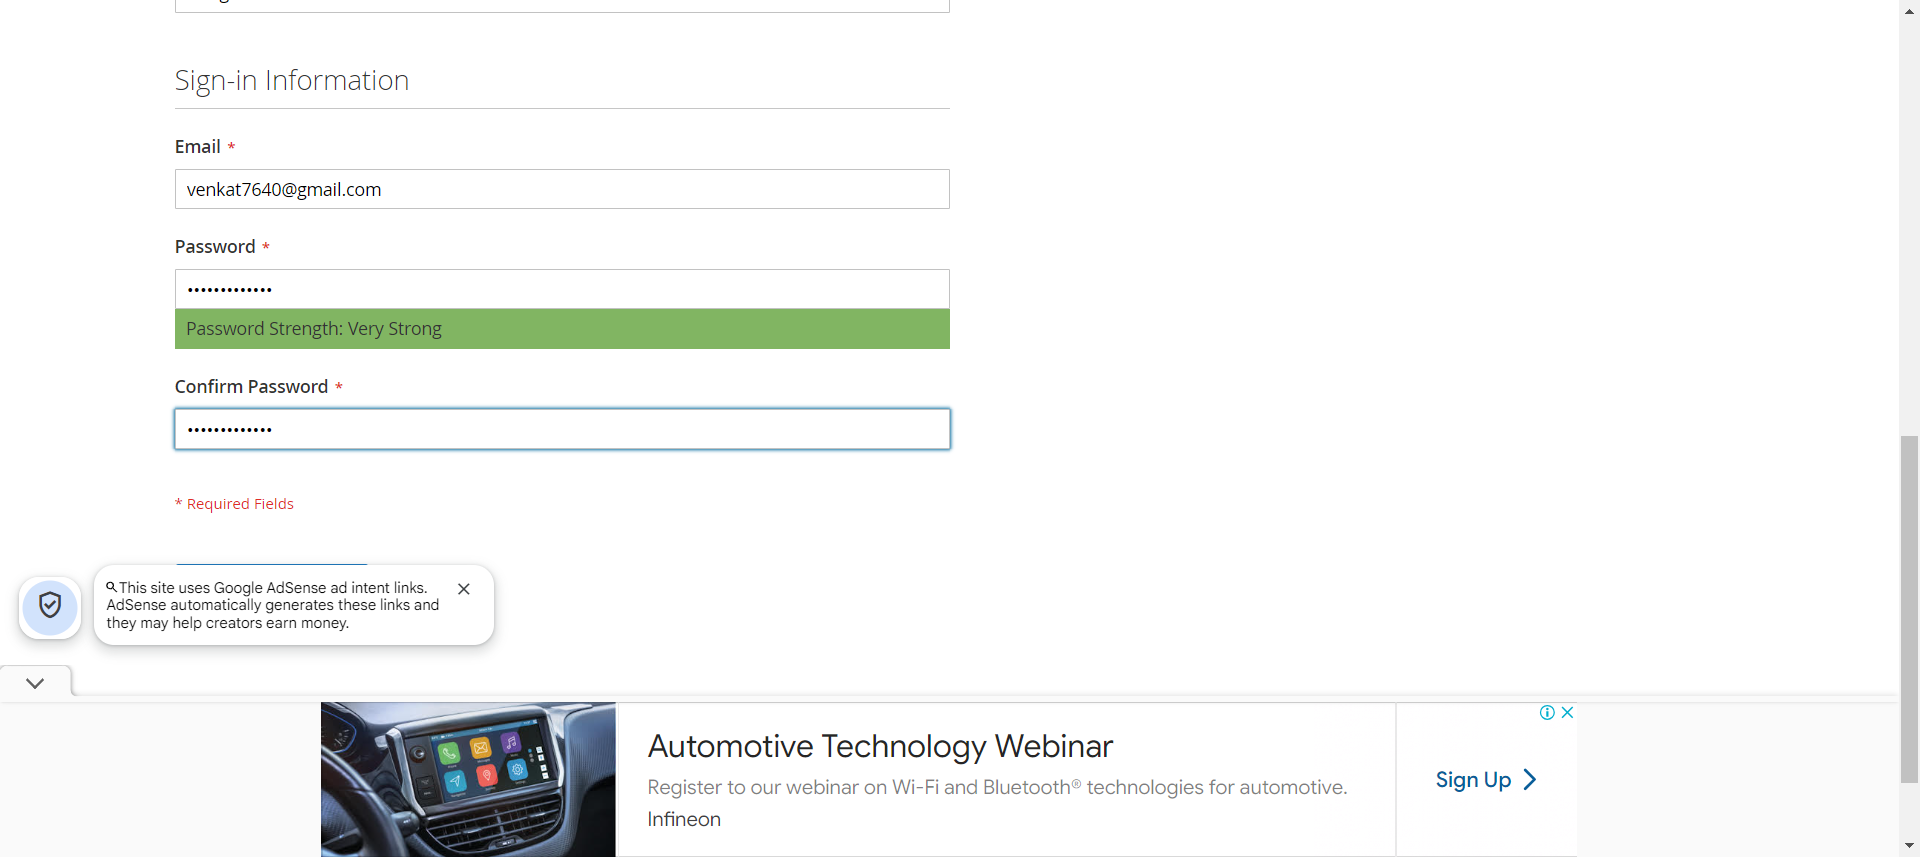 Sign-in Information
Email *
venkat7640@gmail.com
Password *
•••••••••••••
Password Strength: Very Strong
Confirm Password *
•••••••••••••
* Required Fields
This site uses Google AdSense ad intent links.
AdSense automatically generates these links and
they may help creators earn money.
Automotive Technology Webinar
Register to our webinar on Wi-Fi and Bluetooth® technologies for automotive.
Infineon
Sign Up